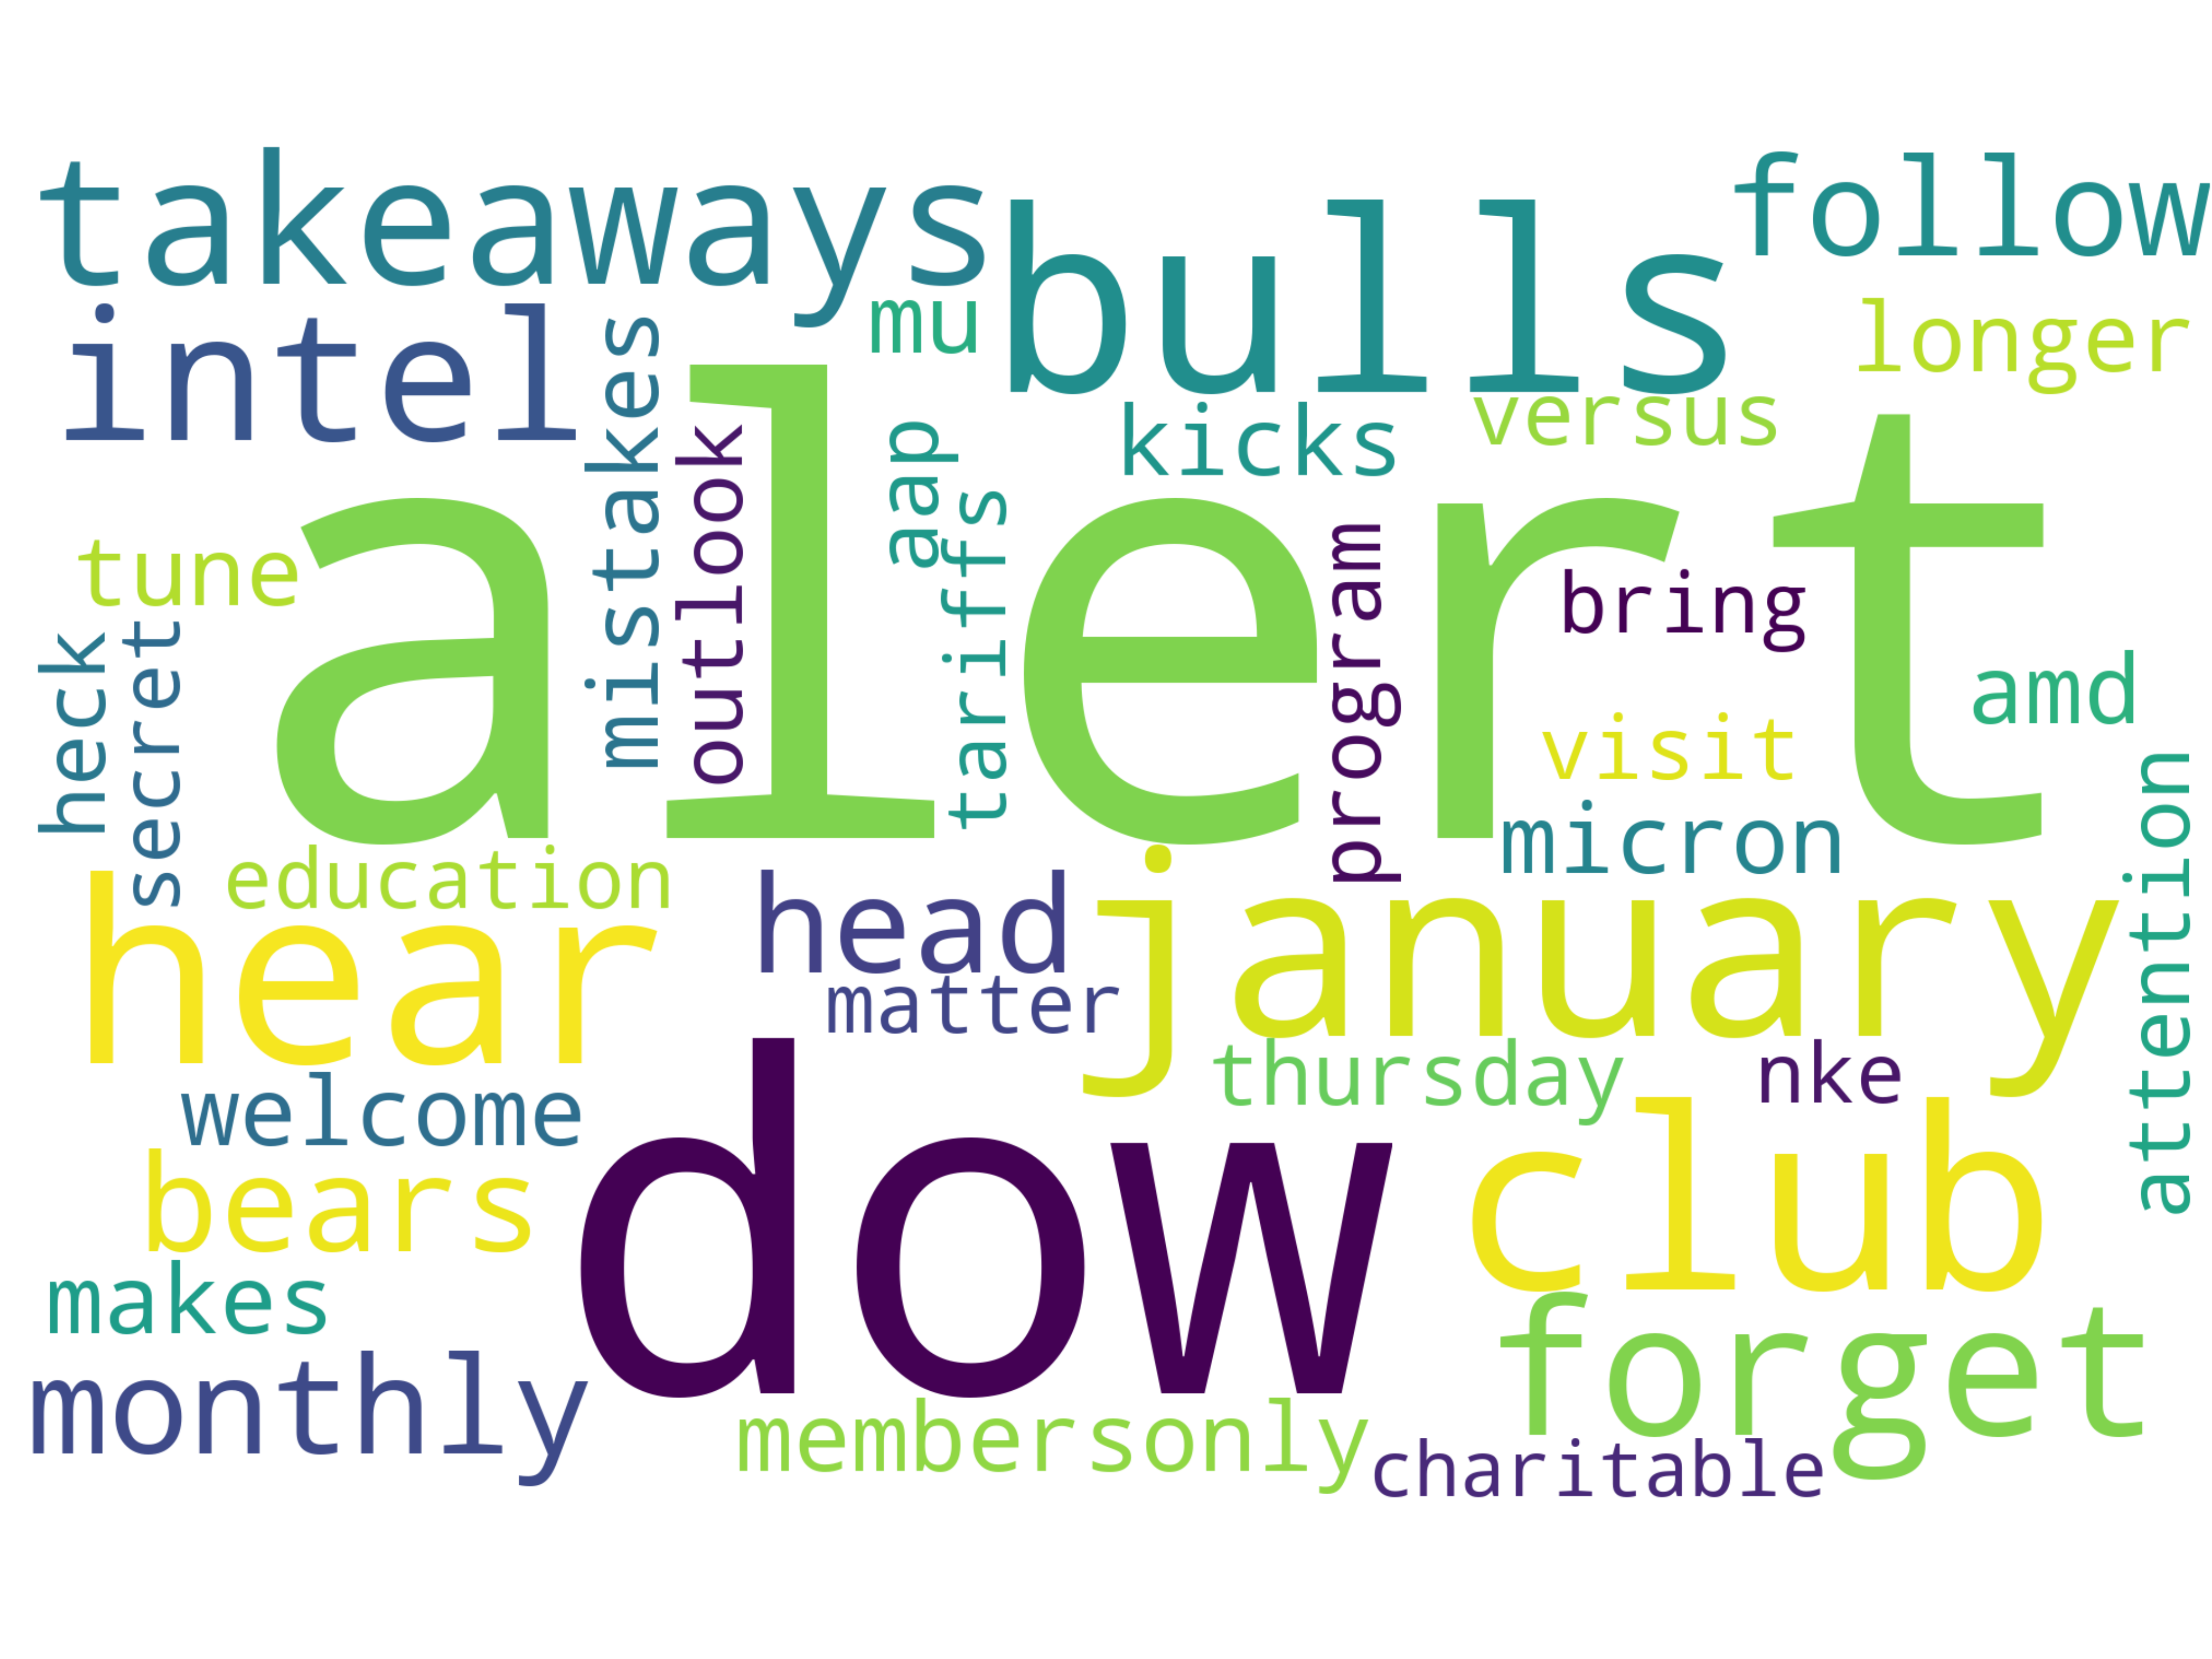 takeaways
bulls
follow
intel
mu
longer
mistakes
outlook
aap
kicks
versus
alert
tariffs
tune
program
bring
heck
secret
amd
visit
micron
attention
education
hear
head
january
matter
thursday
nke
welcome
dow
club
bears
makes
forget
monthly
membersonly
charitable